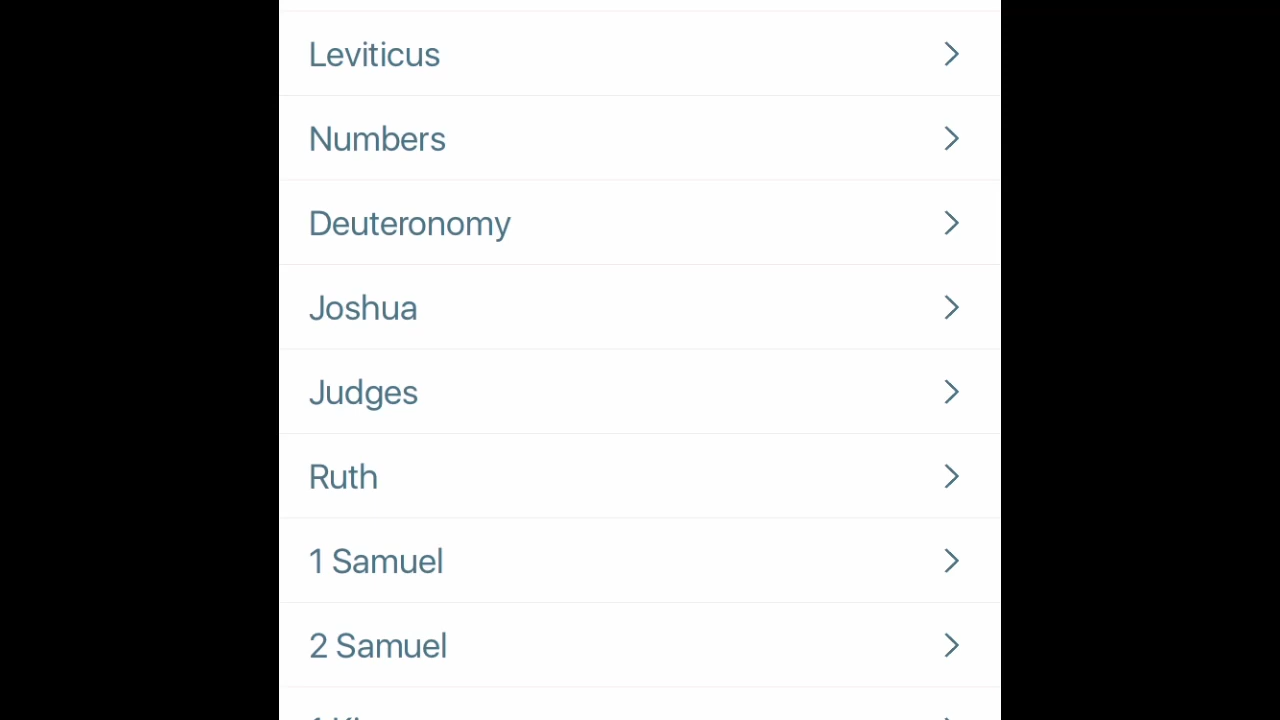 Leviticus
Numbers
Deuteronomy
Joshua
Judges
Ruth
1 Samuel
2 Samuel